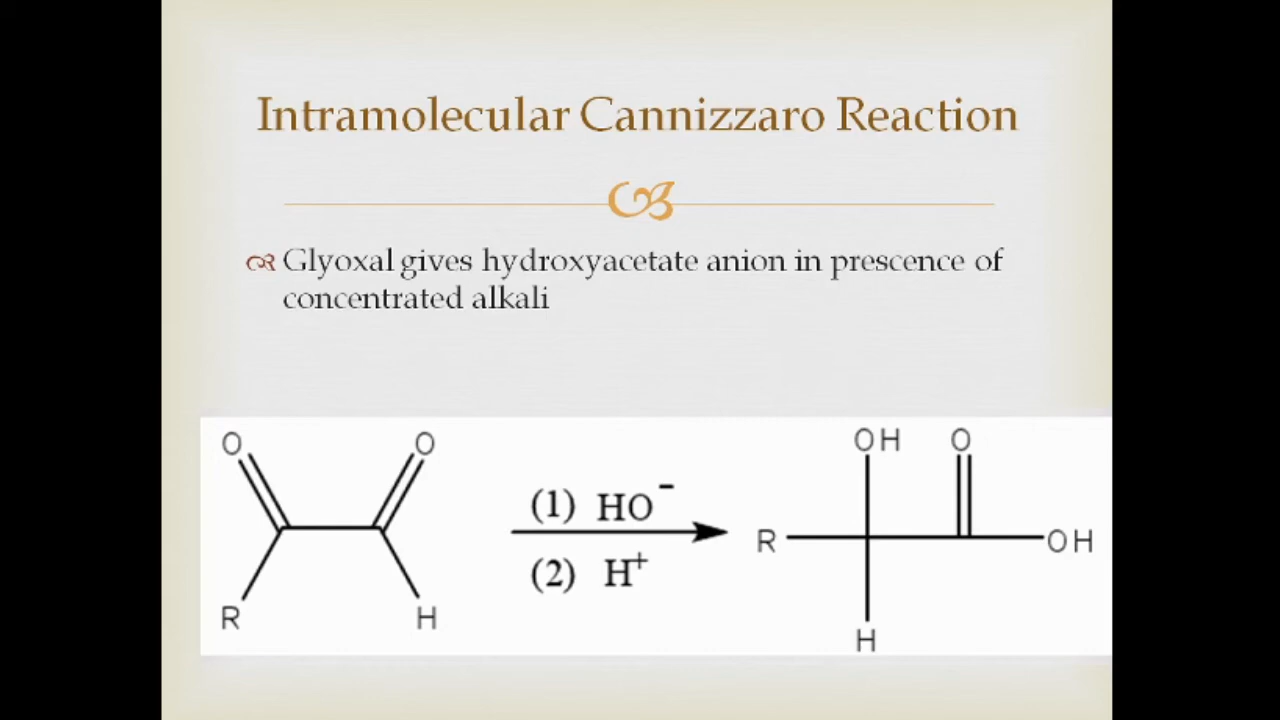 Intramolecular Cannizzaro Reaction
Glyoxal gives hydroxyacetate anion in prescence of
concentrated alkali
O O OH O
(1) HO⁻
R OH
(2) H⁺
R H H